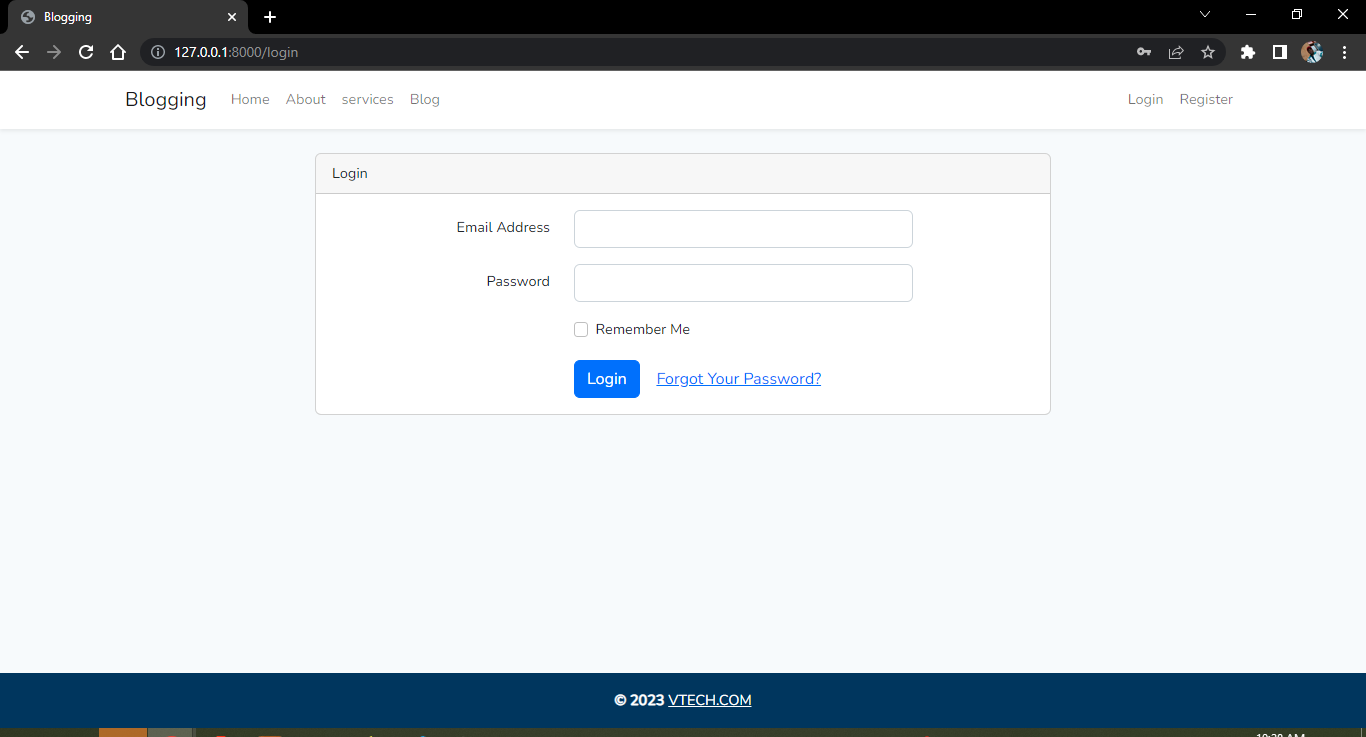 Blogging
127.0.0.1:8000/login
Blogging Home About services Blog Login Register
Login
Email Address
Password
Remember Me
Login Forgot Your Password?
© 2023 VTECH.COM